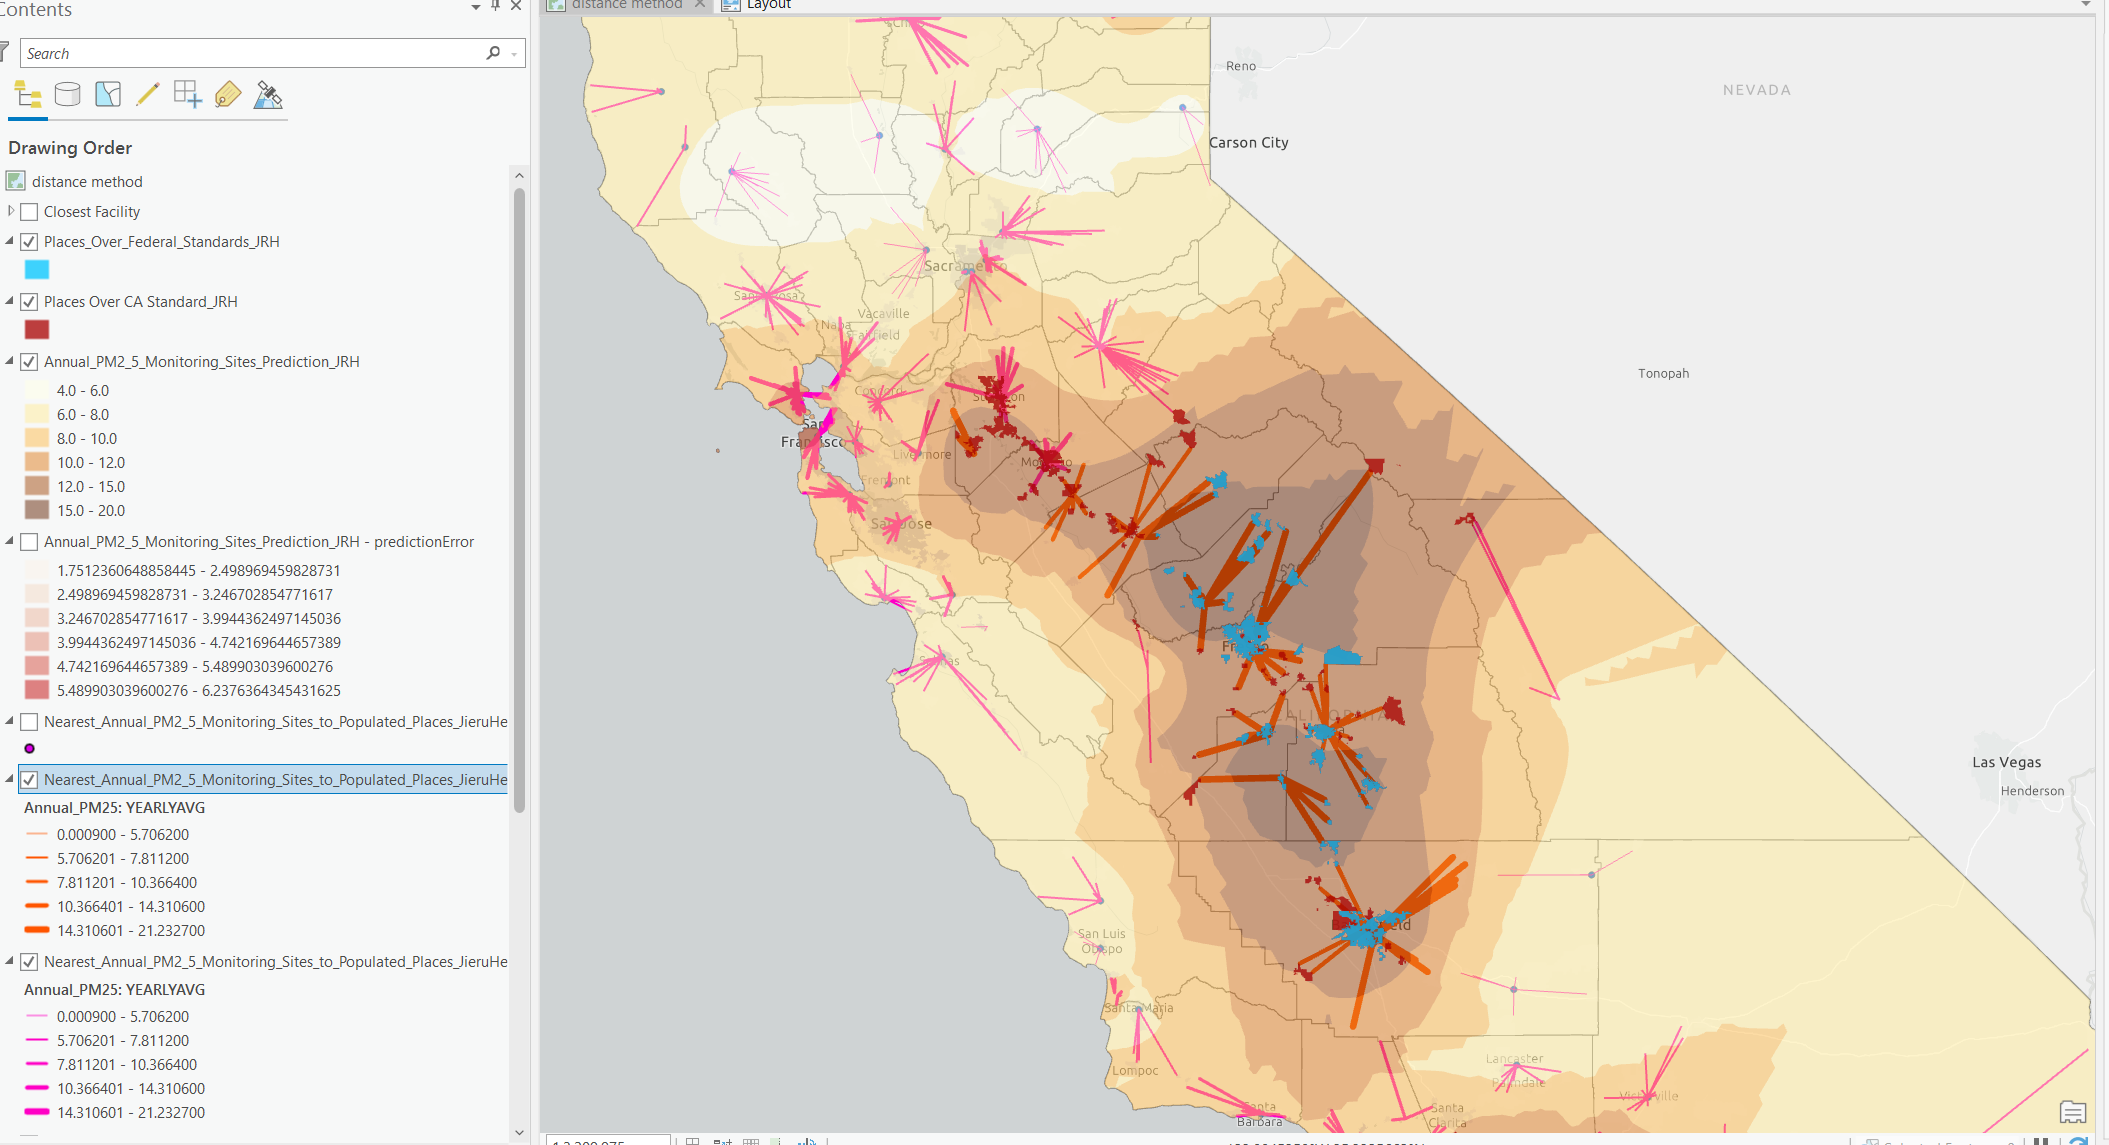 Contents
distance method
Layout
Search
Drawing Order
distance method
Closest Facility
Places_Over_Federal_Standards_JRH
Places Over CA Standard_JRH
Annual_PM2_5_Monitoring_Sites_Prediction_JRH
4.0 - 6.0
6.0 - 8.0
8.0 - 10.0
10.0 - 12.0
12.0 - 15.0
15.0 - 20.0
Annual_PM2_5_Monitoring_Sites_Prediction_JRH - predictionError
1.7512360648858445 - 2.498969459828731
2.498969459828731 - 3.246702854771617
3.246702854771617 - 3.9944362497145036
3.9944362497145036 - 4.742169644657389
4.742169644657389 - 5.489903039600276
5.489903039600276 - 6.2376364345431625
Nearest_Annual_PM2_5_Monitoring_Sites_to_Populated_Places_JieruHe
Nearest_Annual_PM2_5_Monitoring_Sites_to_Populated_Places_JieruHe
Annual_PM25: YEARLYAVG
0.000900 - 5.706200
5.706201 - 7.811200
7.811201 - 10.366400
10.366401 - 14.310600
14.310601 - 21.232700
Nearest_Annual_PM2_5_Monitoring_Sites_to_Populated_Places_JieruHe
Annual_PM25: YEARLYAVG
0.000900 - 5.706200
5.706201 - 7.811200
7.811201 - 10.366400
10.366401 - 14.310600
14.310601 - 21.232700
Reno
NEVADA
Carson City
Sacramento
Santa Rosa
Vacaville
Napa
Fairfield
Tonopah
Concord
Stockton
San
Francisco
Livermore
Modesto
Fremont
San Jose
Salinas
Fresno
CALIFORNIA
Las Vegas
Henderson
San Luis
Obispo
Santa Maria
Lompoc
Lancaster
Palmdale
Victorville
Santa
Barbara
Santa
Clarita